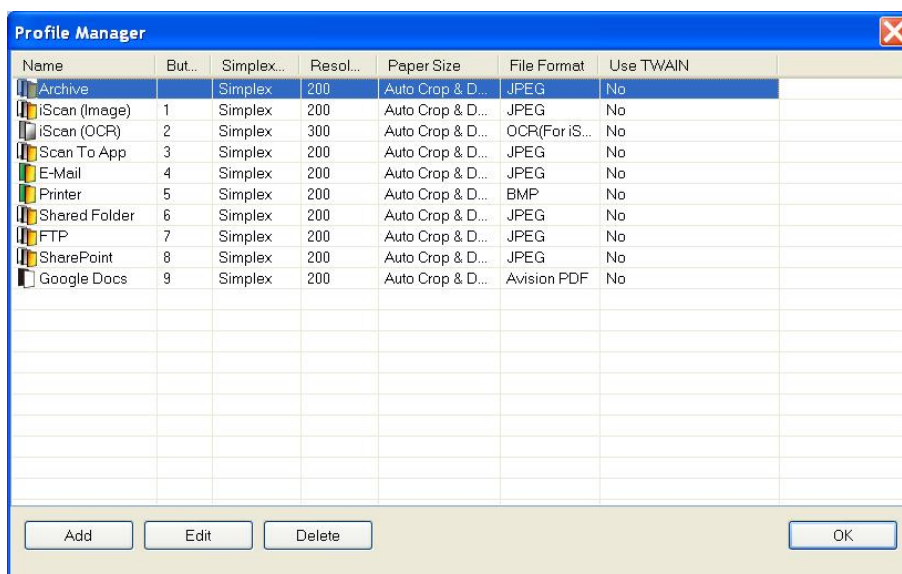 Profile Manager
Name But... Simplex... Resol... Paper Size File Format Use TWAIN
Archive Simplex 200 Auto Crop & D... JPEG No
iScan (Image) 1 Simplex 200 Auto Crop & D... JPEG No
iScan (OCR) 2 Simplex 300 Auto Crop & D... OCR(For iS... No
Scan To App 3 Simplex 200 Auto Crop & D... JPEG No
E-Mail 4 Simplex 200 Auto Crop & D... JPEG No
Printer 5 Simplex 200 Auto Crop & D... BMP No
Shared Folder 6 Simplex 200 Auto Crop & D... JPEG No
FTP 7 Simplex 200 Auto Crop & D... JPEG No
SharePoint 8 Simplex 200 Auto Crop & D... JPEG No
Google Docs 9 Simplex 200 Auto Crop & D... Avision PDF No
Add Edit Delete OK